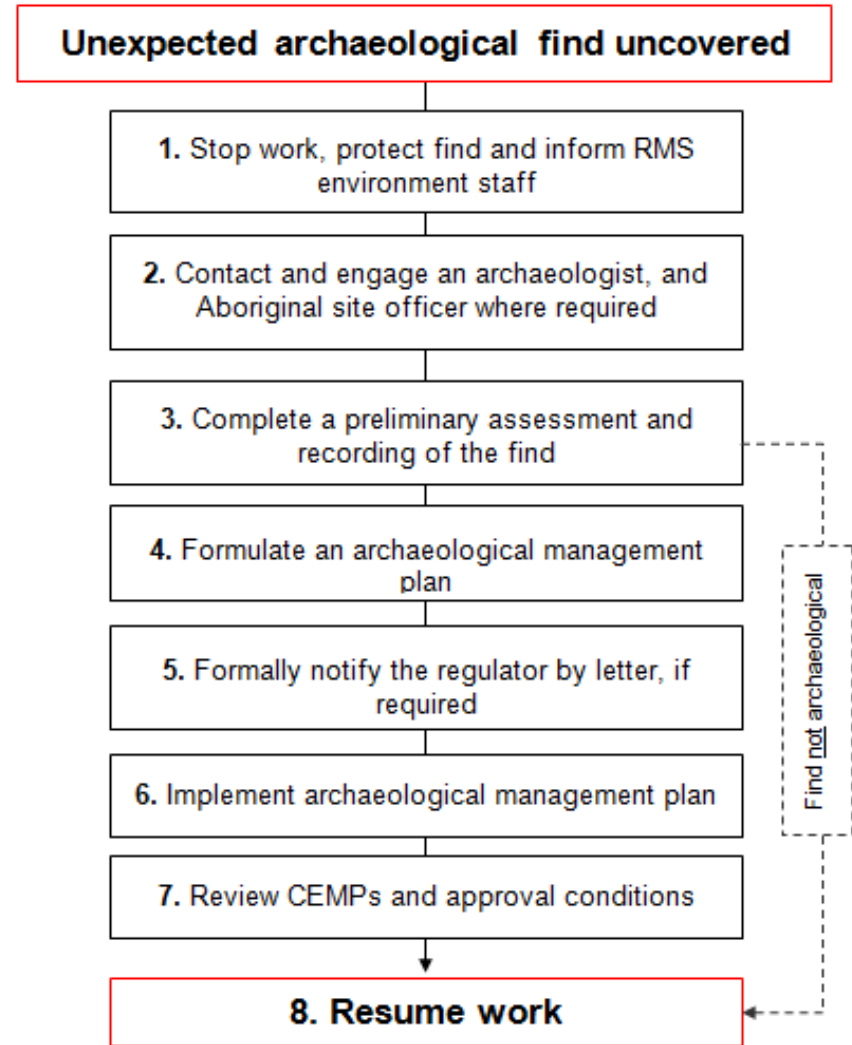 Unexpected archaeological find uncovered
1. Stop work, protect find and inform RMS
environment staff
2. Contact and engage an archaeologist, and
Aboriginal site officer where required
3. Complete a preliminary assessment and
recording of the find
4. Formulate an archaeological management
plan
5. Formally notify the regulator by letter, if
required
6. Implement archaeological management plan
7. Review CEMPs and approval conditions
8. Resume work
Find not archaeological